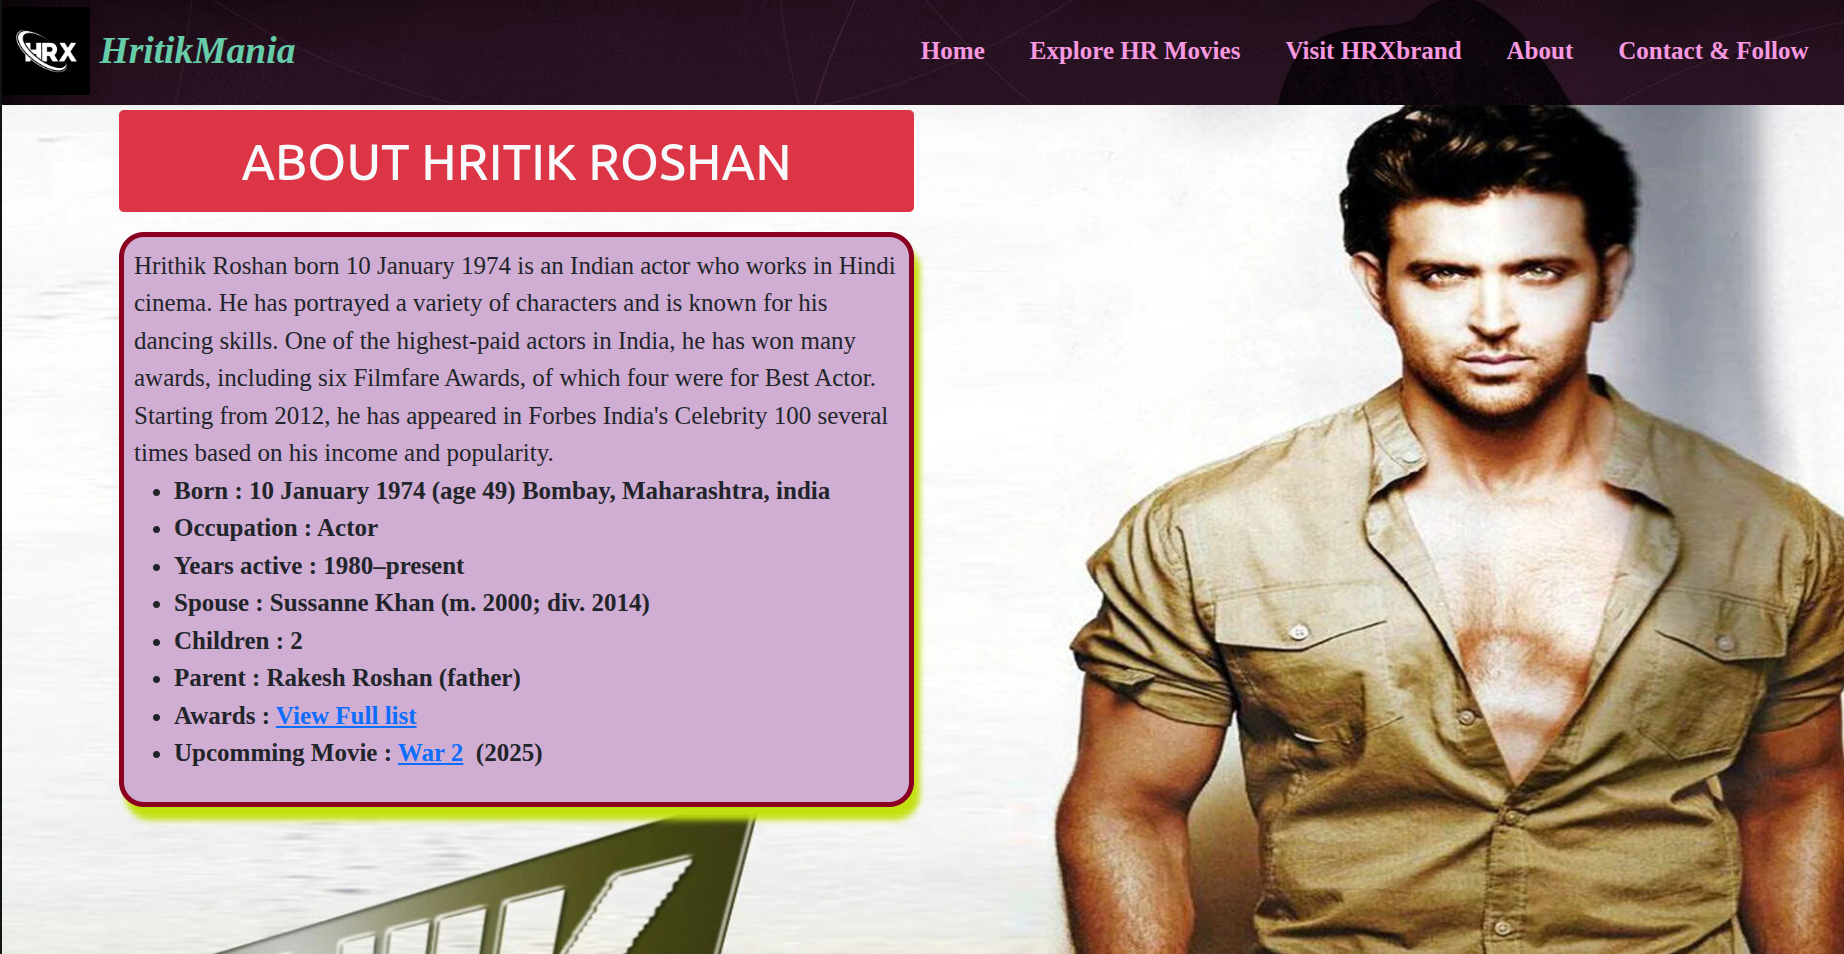 HRX
HritikMania
Home
Explore HR Movies
Visit HRXbrand
About
Contact & Follow
ABOUT HRITIK ROSHAN
Hrithik Roshan born 10 January 1974 is an Indian actor who works in Hindi
cinema. He has portrayed a variety of characters and is known for his
dancing skills. One of the highest-paid actors in India, he has won many
awards, including six Filmfare Awards, of which four were for Best Actor.
Starting from 2012, he has appeared in Forbes India's Celebrity 100 several
times based on his income and popularity.
• Born : 10 January 1974 (age 49) Bombay, Maharashtra, india
• Occupation : Actor
• Years active : 1980–present
• Spouse : Sussanne Khan (m. 2000; div. 2014)
• Children : 2
• Parent : Rakesh Roshan (father)
• Awards : View Full list
• Upcomming Movie : War 2 (2025)